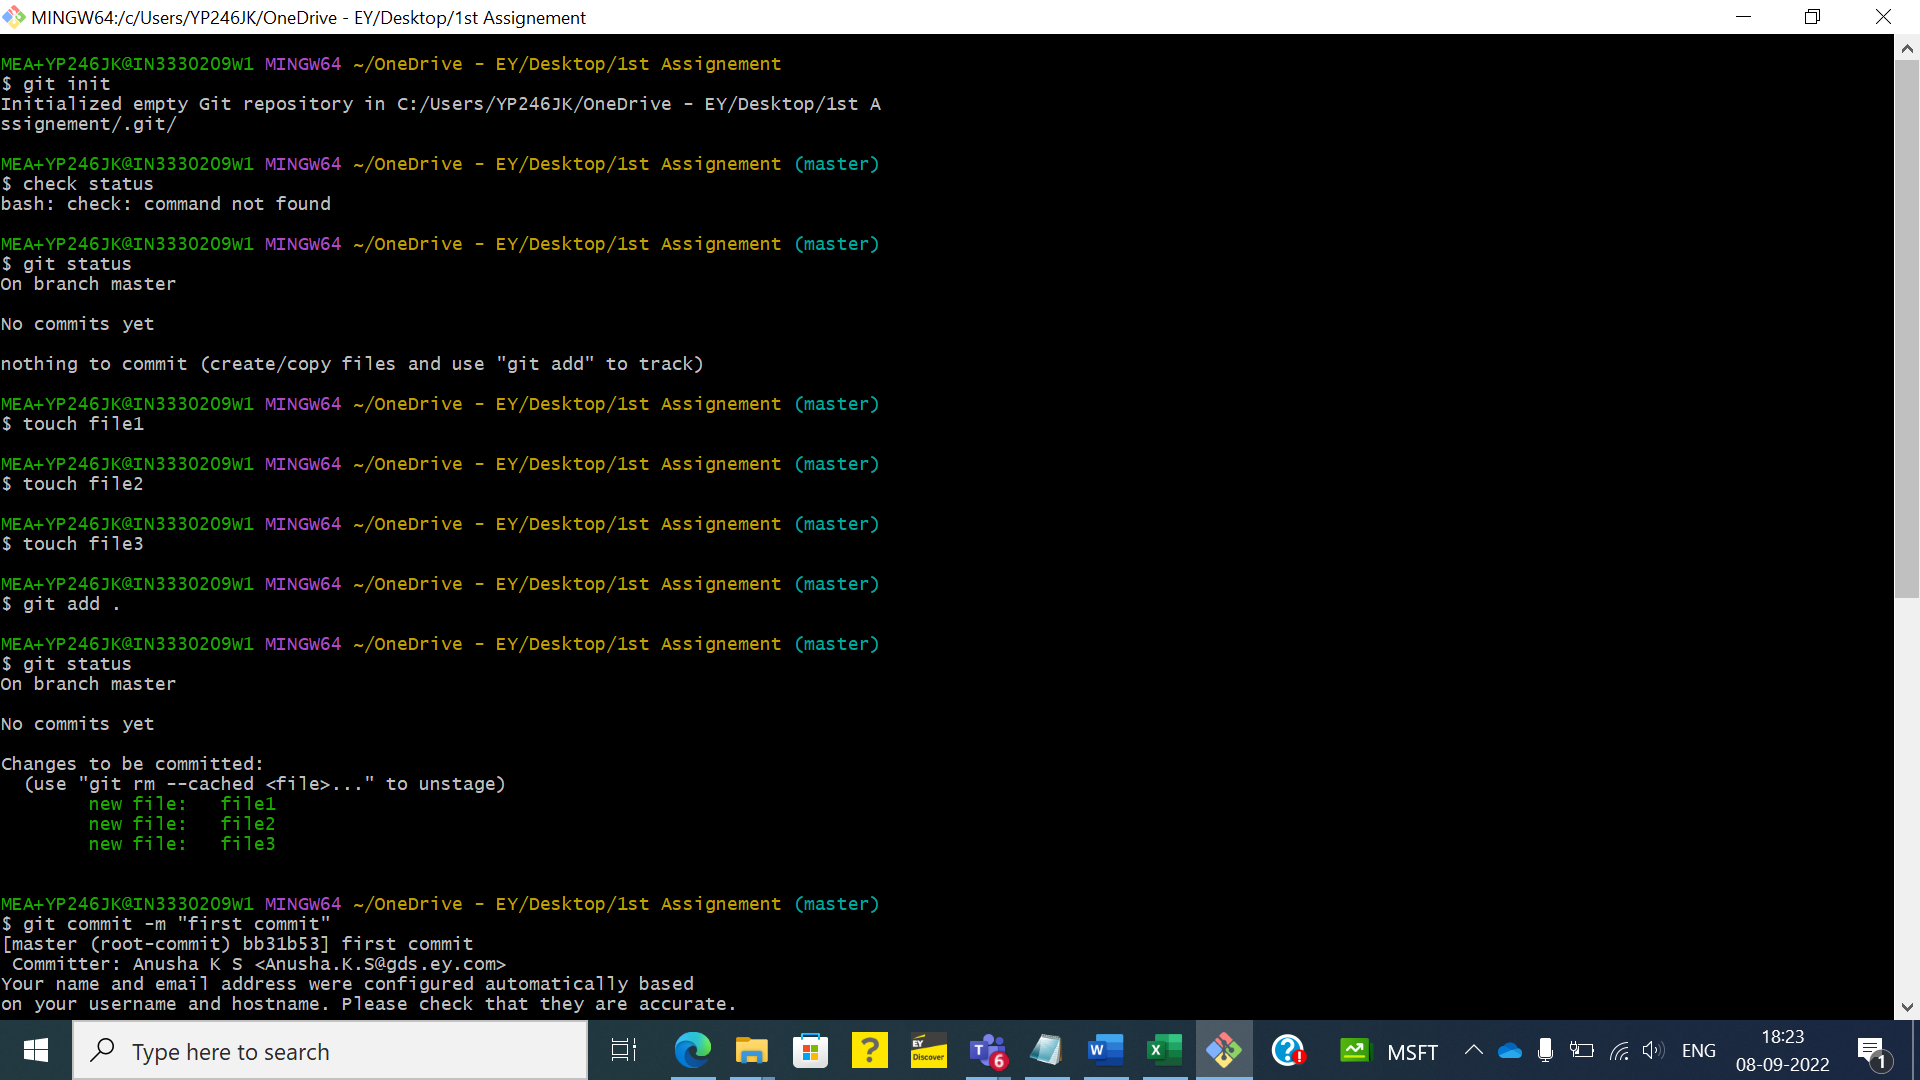 MINGW64:/c/Users/YP246JK/OneDrive - EY/Desktop/1st Assignement
MEA+YP246JK@IN3330209W1 MINGW64 ~/OneDrive - EY/Desktop/1st Assignement
$ git init
Initialized empty Git repository in C:/Users/YP246JK/OneDrive - EY/Desktop/1st A
ssignement/.git/
MEA+YP246JK@IN3330209W1 MINGW64 ~/OneDrive - EY/Desktop/1st Assignement (master)
$ check status
bash: check: command not found
MEA+YP246JK@IN3330209W1 MINGW64 ~/OneDrive - EY/Desktop/1st Assignement (master)
$ git status
On branch master
No commits yet
nothing to commit (create/copy files and use "git add" to track)
MEA+YP246JK@IN3330209W1 MINGW64 ~/OneDrive - EY/Desktop/1st Assignement (master)
$ touch file1
MEA+YP246JK@IN3330209W1 MINGW64 ~/OneDrive - EY/Desktop/1st Assignement (master)
$ touch file2
MEA+YP246JK@IN3330209W1 MINGW64 ~/OneDrive - EY/Desktop/1st Assignement (master)
$ touch file3
MEA+YP246JK@IN3330209W1 MINGW64 ~/OneDrive - EY/Desktop/1st Assignement (master)
$ git add .
MEA+YP246JK@IN3330209W1 MINGW64 ~/OneDrive - EY/Desktop/1st Assignement (master)
$ git status
On branch master
No commits yet
Changes to be committed:
  (use "git rm --cached <file>..." to unstage)
        new file:   file1
        new file:   file2
        new file:   file3
MEA+YP246JK@IN3330209W1 MINGW64 ~/OneDrive - EY/Desktop/1st Assignement (master)
$ git commit -m "first commit"
[master (root-commit) bb31b53] first commit
 Committer: Anusha K S <Anusha.K.S@gds.ey.com>
Your name and email address were configured automatically based
on your username and hostname. Please check that they are accurate.
Type here to search
EY Discover
6
MSFT
ENG
18:23
08-09-2022
1